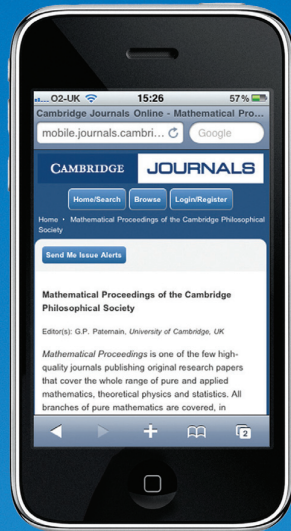 ... O2-UK 15:26 57%
Cambridge Journals Online - Mathematical Pro...
mobile.journals.cambri... Google
CAMBRIDGE JOURNALS
Home/Search Browse Login/Register
Home • Mathematical Proceedings of the Cambridge Philosophical
Society
Send Me Issue Alerts
Mathematical Proceedings of the Cambridge
Philosophical Society
Editor(s): G.P. Paternain, University of Cambridge, UK
Mathematical Proceedings is one of the few high-
quality journals publishing original research papers
that cover the whole range of pure and applied
mathematics, theoretical physics and statistics. All
branches of pure mathematics are covered, in
2